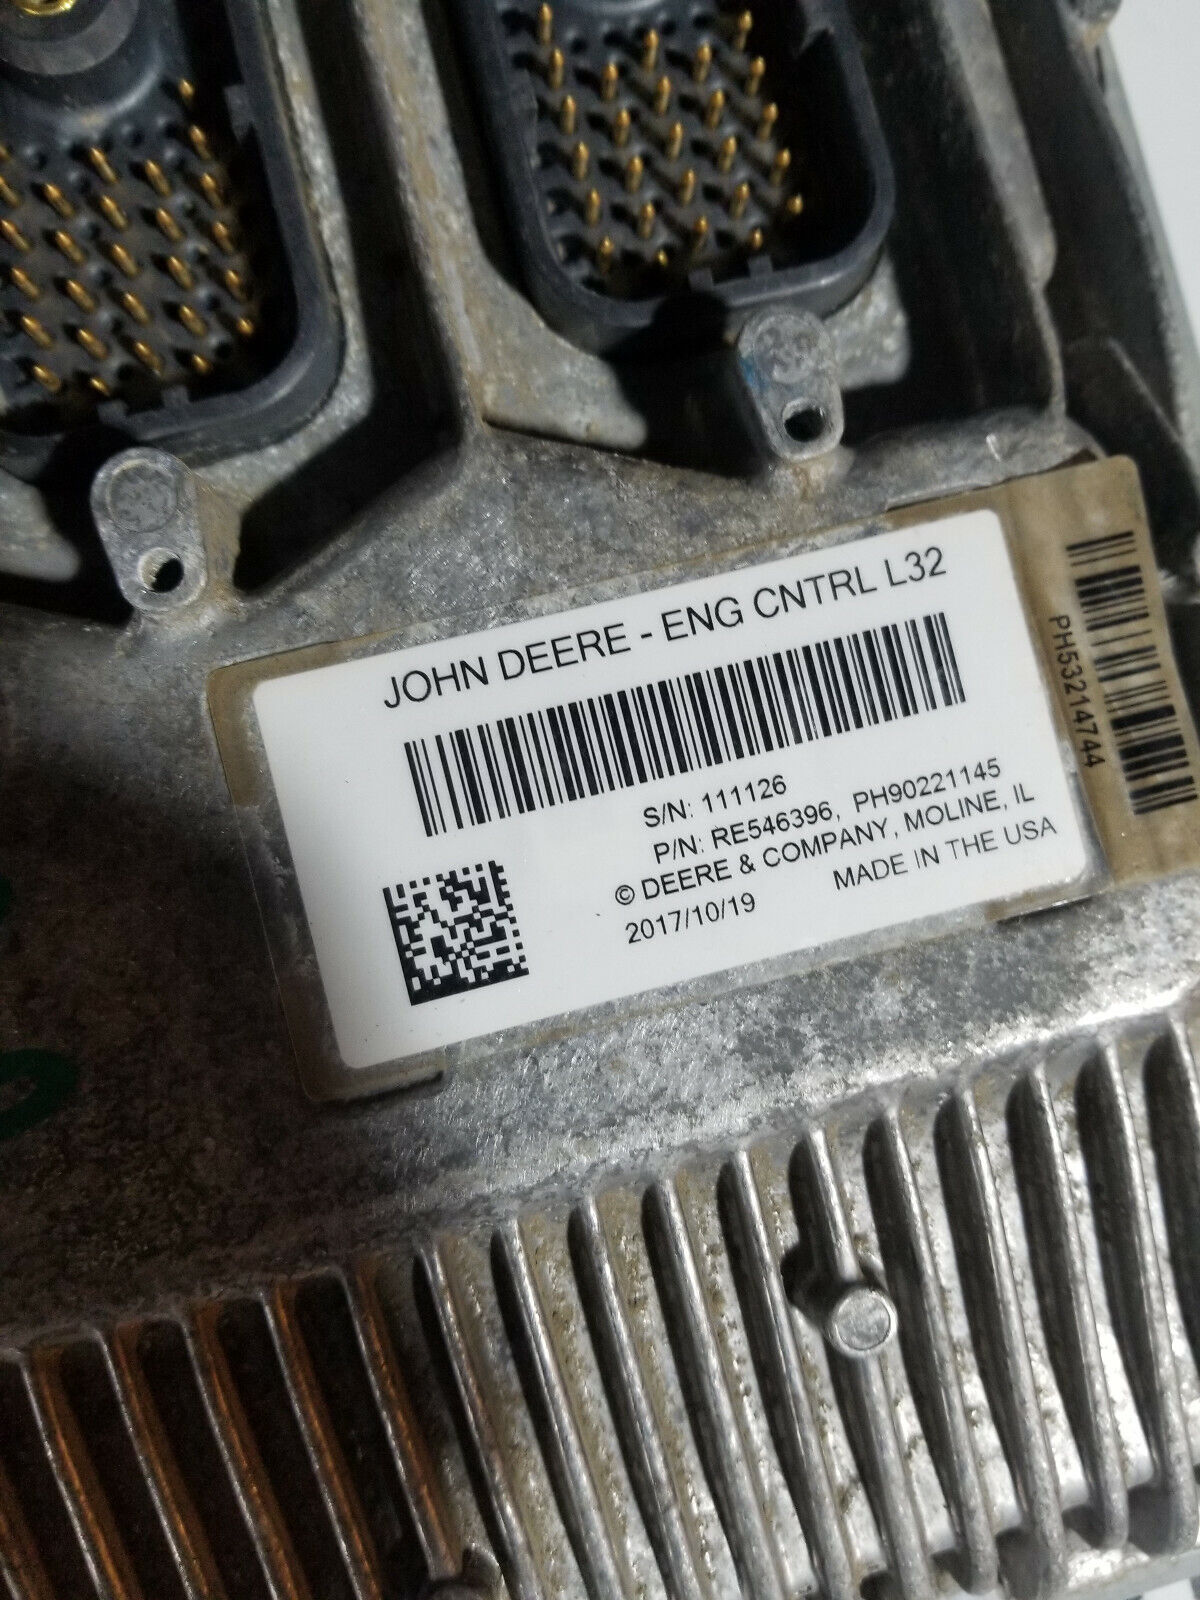 JOHN DEERE - ENG CNTRL L32
S/N: 111126
P/N: RE546396, PH90221145
© DEERE & COMPANY, MOLINE, IL
2017/10/19 MADE IN THE USA
PH53214744